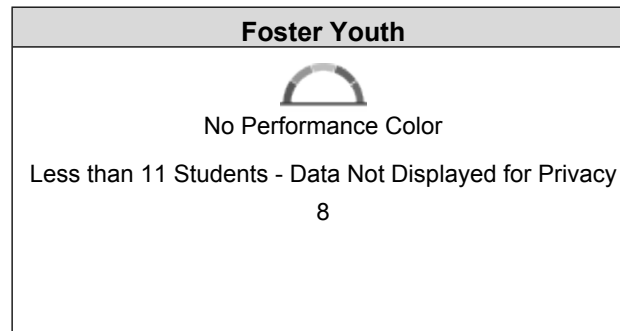 Foster Youth
No Performance Color
Less than 11 Students - Data Not Displayed for Privacy
8